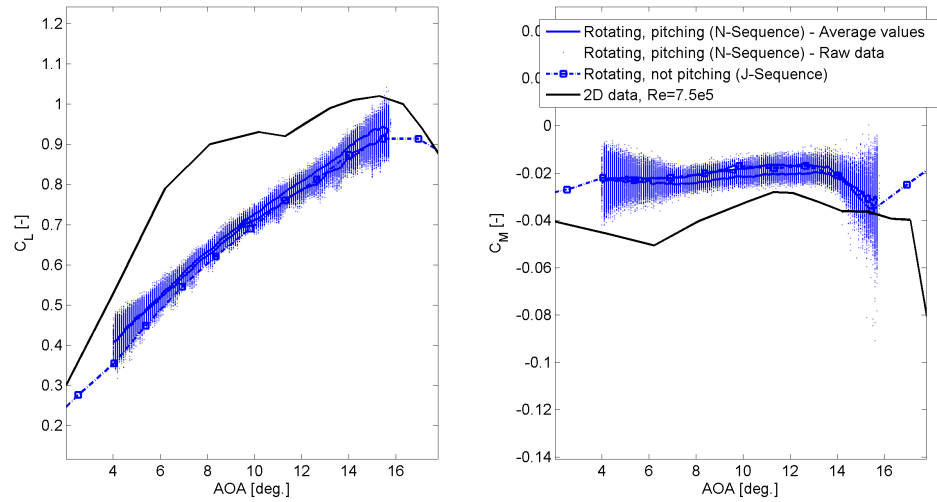 1.2
1.1
1
0.9
0.8
0.7
0.6
0.5
0.4
0.3
0.2
C_L [-]
4 6 8 10 12 14 16
AOA [deg.]
Rotating, pitching (N-Sequence) - Average values
Rotating, pitching (N-Sequence) - Raw data
Rotating, not pitching (J-Sequence)
2D data, Re=7.5e5
0
-0.02
-0.04
-0.06
-0.08
-0.1
-0.12
-0.14
C_M [-]
4 6 8 10 12 14 16
AOA [deg.]